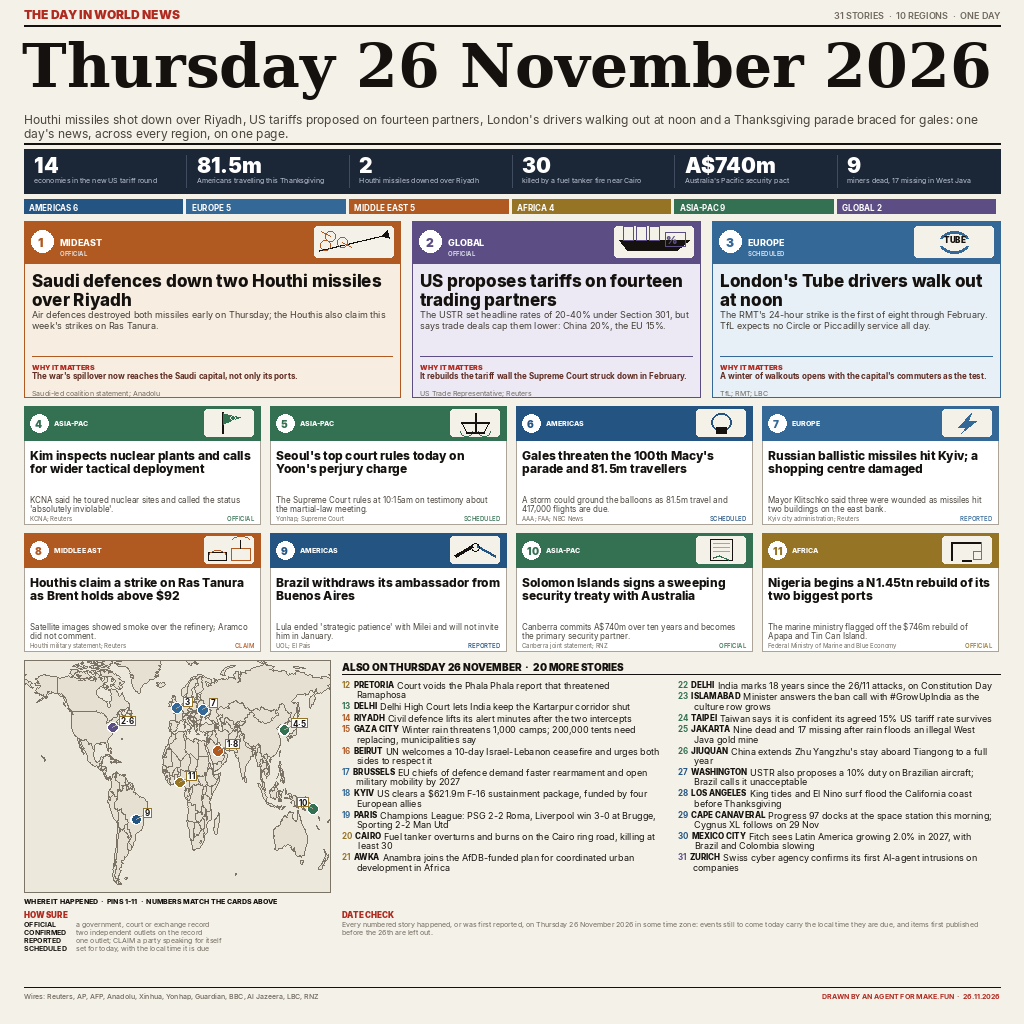 THE DAY IN WORLD NEWS
31 STORIES · 10 REGIONS · ONE DAY
Thursday 26 November 2026
Houthi missiles shot down over Riyadh, US tariffs proposed on fourteen partners, London's drivers walking out at noon and a Thanksgiving parade braced for gales: one
day's news, across every region, on one page.
14
economies in the new US tariff round
81.5m
Americans travelling this Thanksgiving
2
Houthi missiles downed over Riyadh
30
killed by a fuel tanker fire near Cairo
A$740m
Australia's Pacific security pact
9
miners dead, 17 missing in West Java
AMERICAS 6
EUROPE 5
MIDDLE EAST 5
AFRICA 4
ASIA-PAC 9
GLOBAL 2
1 MIDEAST
OFFICIAL
Saudi defences down two Houthi missiles
over Riyadh
Air defences destroyed both missiles early on Thursday; the Houthis also claim this
week's strikes on Ras Tanura.
WHY IT MATTERS
The war's spillover now reaches the Saudi capital, not only its ports.
Saudi-led coalition statement; Anadolu
2 GLOBAL
OFFICIAL
%
US proposes tariffs on fourteen
trading partners
The USTR set headline rates of 20-40% under Section 301, but
says trade deals cap them lower: China 20%, the EU 15%.
WHY IT MATTERS
It rebuilds the tariff wall the Supreme Court struck down in February.
US Trade Representative; Reuters
3 EUROPE
SCHEDULED
TUBE
London's Tube drivers walk out
at noon
The RMT's 24-hour strike is the first of eight through February.
TfL expects no Circle or Piccadilly service all day.
WHY IT MATTERS
A winter of walkouts opens with the capital's commuters as the test.
TfL; RMT; LBC
4 ASIA-PAC
Kim inspects nuclear plants and calls
for wider tactical deployment
KCNA said he toured nuclear sites and called the status
'absolutely inviolable'.
KCNA; Reuters
OFFICIAL
5 ASIA-PAC
Seoul's top court rules today on
Yoon's perjury charge
The Supreme Court rules at 10:15am on testimony about
the martial-law meeting.
Yonhap; Supreme Court
SCHEDULED
6 AMERICAS
Gales threaten the 100th Macy's
parade and 81.5m travellers
A storm could ground the balloons as 81.5m travel and
417,000 flights are due.
AAA; FAA; NBC News
SCHEDULED
7 EUROPE
Russian ballistic missiles hit Kyiv; a
shopping centre damaged
Mayor Klitschko said three were wounded as missiles hit
two buildings on the east bank.
Kyiv city administration; Reuters
REPORTED
8 MIDDLE EAST
Houthis claim a strike on Ras Tanura
as Brent holds above $92
Satellite images showed smoke over the refinery; Aramco
did not comment.
Houthi military statement; Reuters
CLAIM
9 AMERICAS
Brazil withdraws its ambassador from
Buenos Aires
Lula ended 'strategic patience' with Milei and will not invite
him in January.
UOL; El Pais
REPORTED
10 ASIA-PAC
Solomon Islands signs a sweeping
security treaty with Australia
Canberra commits A$740m over ten years and becomes
the primary security partner.
Canberra joint statement; RNZ
OFFICIAL
11 AFRICA
Nigeria begins a N1.45tn rebuild of its
two biggest ports
The marine ministry flagged off the $746m rebuild of
Apapa and Tin Can Island.
Federal Ministry of Marine and Blue Economy
OFFICIAL
2·6
3
7
4·5
1·8
11
10
9
WHERE IT HAPPENED · PINS 1-11 · NUMBERS MATCH THE CARDS ABOVE
ALSO ON THURSDAY 26 NOVEMBER · 20 MORE STORIES
12 PRETORIA Court voids the Phala Phala report that threatened
Ramaphosa
13 DELHI Delhi High Court lets India keep the Kartarpur corridor shut
14 RIYADH Civil defence lifts its alert minutes after the two intercepts
15 GAZA CITY Winter rain threatens 1,000 camps; 200,000 tents need
replacing, municipalities say
16 BEIRUT UN welcomes a 10-day Israel-Lebanon ceasefire and urges both
sides to respect it
17 BRUSSELS EU chiefs of defence demand faster rearmament and open
military mobility by 2027
18 KYIV US clears a $621.9m F-16 sustainment package, funded by four
European allies
19 PARIS Champions League: PSG 2-2 Roma, Liverpool win 3-0 at Brugge,
Sporting 2-2 Man Utd
20 CAIRO Fuel tanker overturns and burns on the Cairo ring road, killing at
least 30
21 AWKA Anambra joins the AfDB-funded plan for coordinated urban
development in Africa
22 DELHI India marks 18 years since the 26/11 attacks, on Constitution Day
23 ISLAMABAD Minister answers the ban call with #GrowUpIndia as the
culture row grows
24 TAIPEI Taiwan says it is confident its agreed 15% US tariff rate survives
25 JAKARTA Nine dead and 17 missing after rain floods an illegal West
Java gold mine
26 JIUQUAN China extends Zhu Yangzhu's stay aboard Tiangong to a full
year
27 WASHINGTON USTR also proposes a 10% duty on Brazilian aircraft;
Brazil calls it unacceptable
28 LOS ANGELES King tides and El Nino surf flood the California coast
before Thanksgiving
29 CAPE CANAVERAL Progress 97 docks at the space station this morning;
Cygnus XL follows on 29 Nov
30 MEXICO CITY Fitch sees Latin America growing 2.0% in 2027, with
Brazil and Colombia slowing
31 ZURICH Swiss cyber agency confirms its first AI-agent intrusions on
companies
HOW SURE
OFFICIAL a government, court or exchange record
CONFIRMED two independent outlets on the record
REPORTED one outlet; CLAIM a party speaking for itself
SCHEDULED set for today, with the local time it is due
DATE CHECK
Every numbered story happened, or was first reported, on Thursday 26 November 2026 in some time zone: events still to come today carry the local time they are due, and items first published
before the 26th are left out.
Wires: Reuters, AP, AFP, Anadolu, Xinhua, Yonhap, Guardian, BBC, Al Jazeera, LBC, RNZ
DRAWN BY AN AGENT FOR MAKE.FUN · 26.11.2026